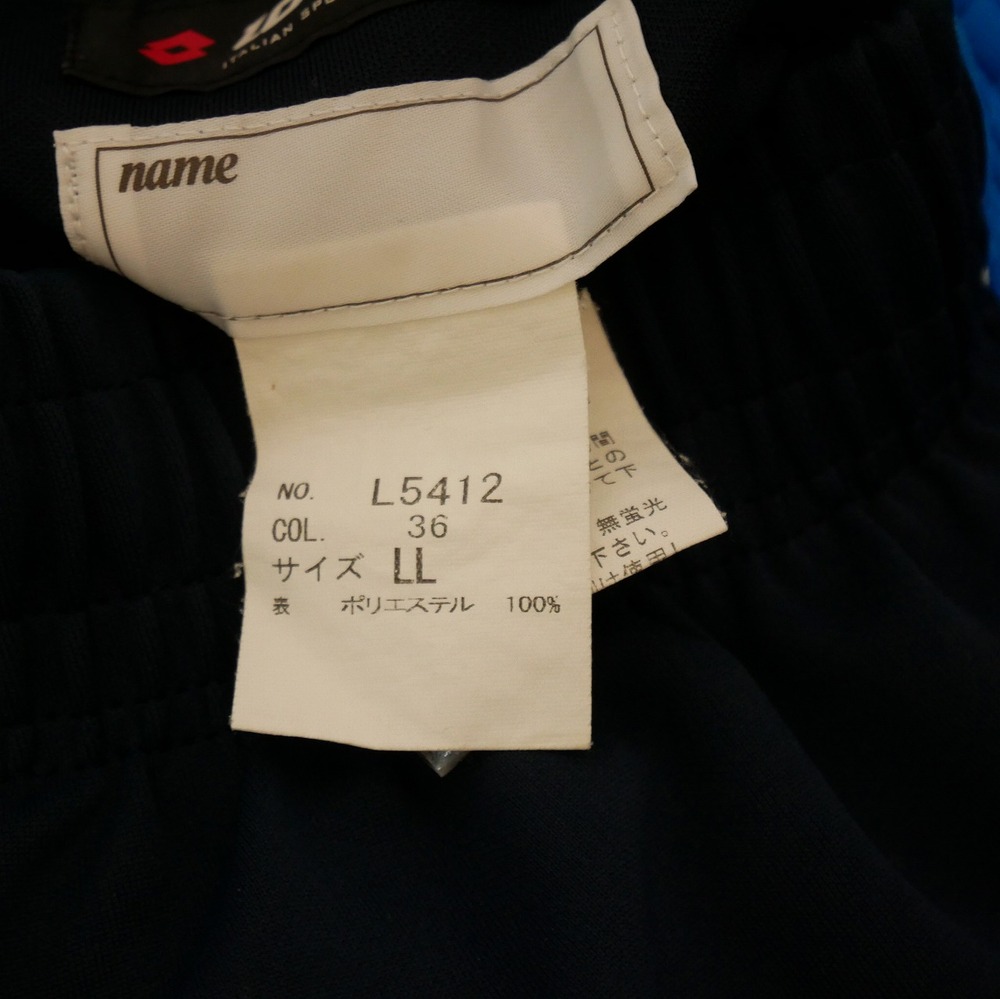 ITALIAN
name
NO. L5412
COL. 36
サイズ LL
表 ポリエステル 100%
無蛍光
下さい。